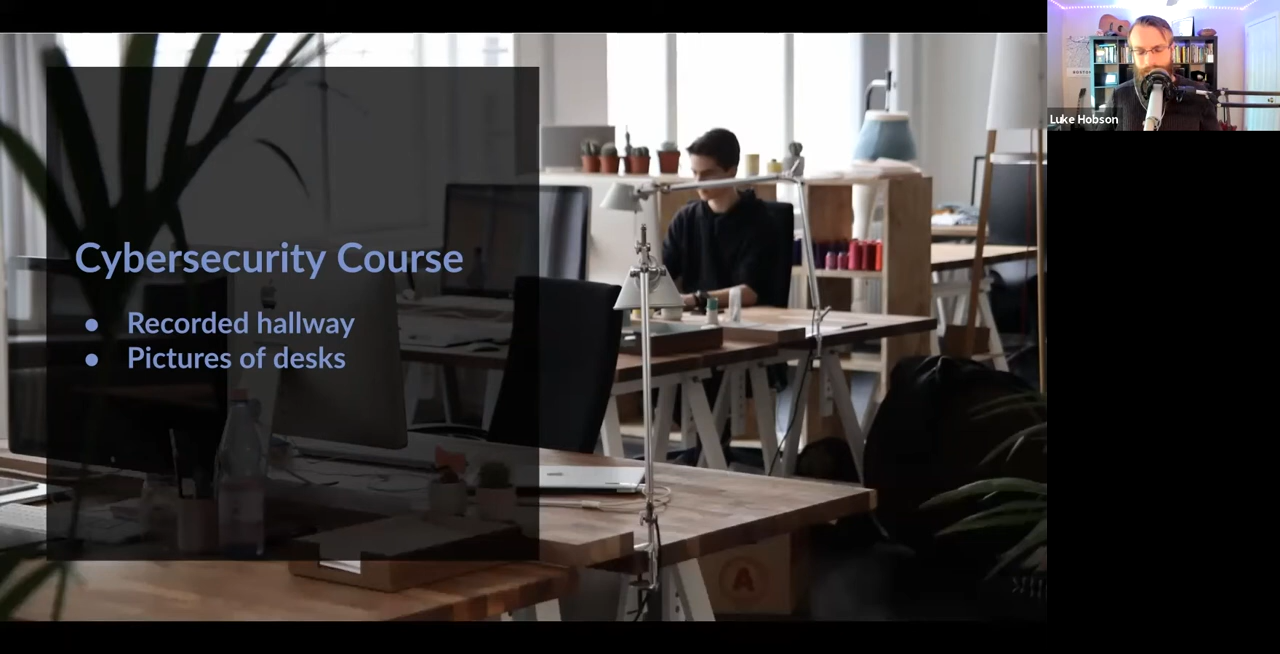 Cybersecurity Course
● Recorded hallway
● Pictures of desks
A
Luke Hobson